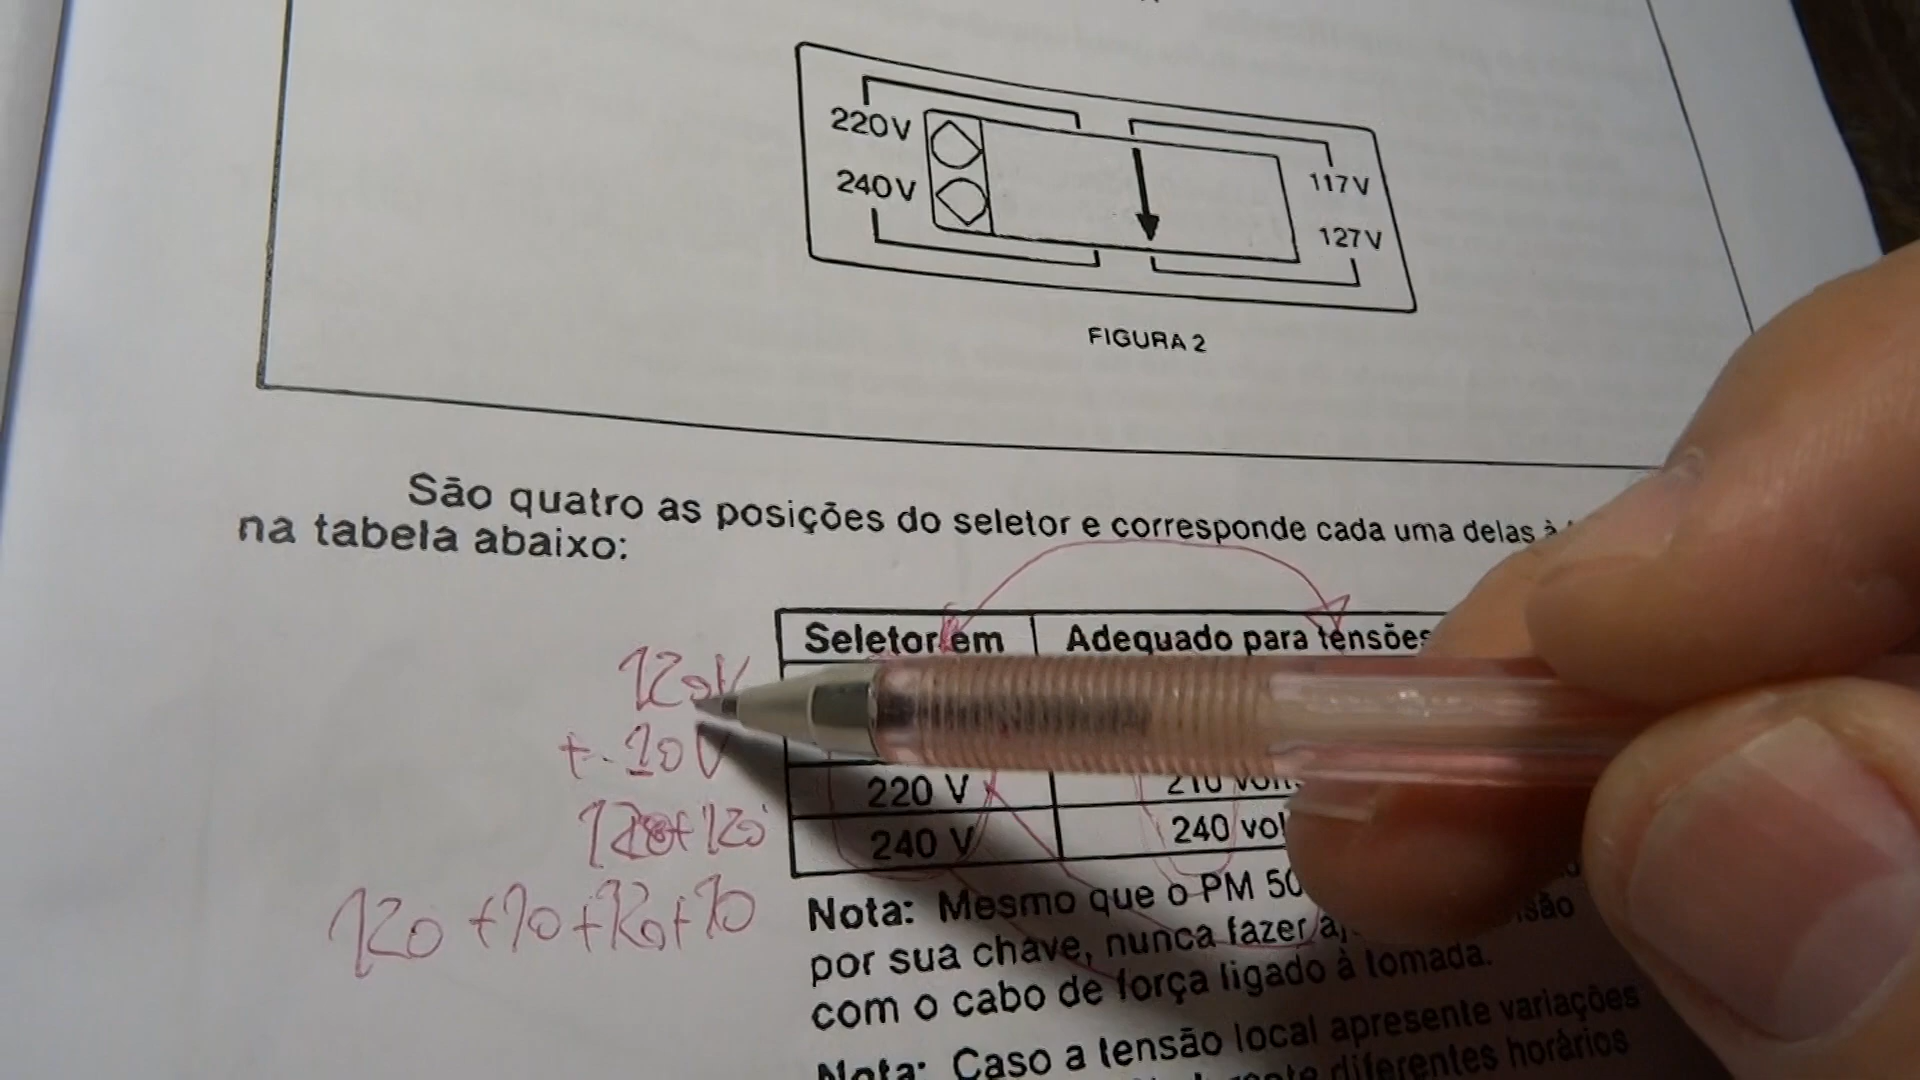 220V
117V
240V
127V
FIGURA 2
São quatro as posições do seletor e corresponde cada uma delas à
na tabela abaixo:
Seletor em Adequado para tensões
120V
+ 10V
220 V 210 volts
120+120
240 V
240 vol
120 +10+120+10
Nota: Mesmo que o PM 50
por sua chave, nunca fazer
com o cabo de força ligado à tomada.
Nota: Caso a tensão local apresente variações
diferentes horários